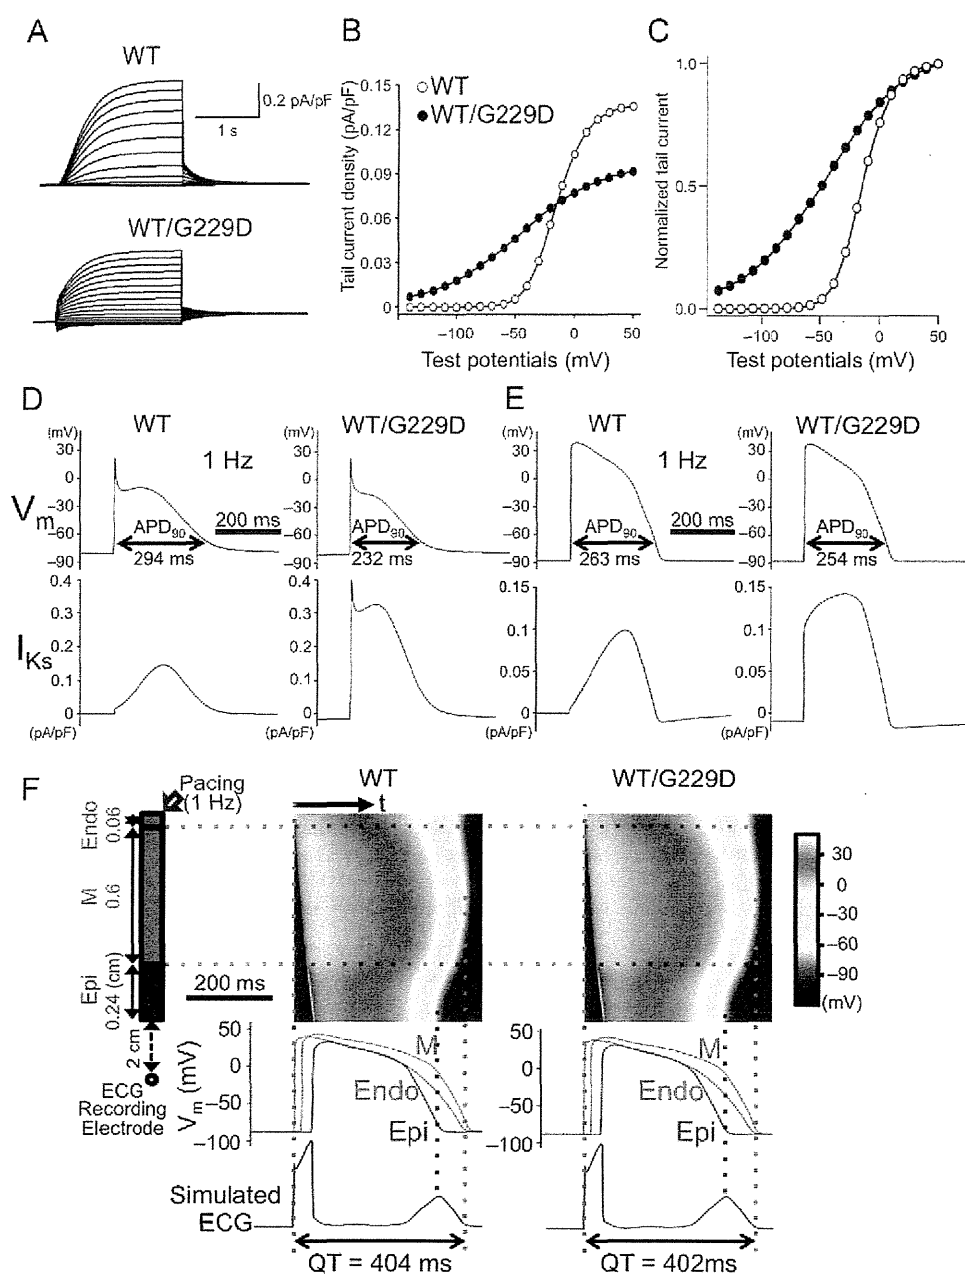 A
WT
0.2 pA/pF
1 s
WT/G229D
B
Tail current density (pA/pF)
0.15
0.12
0.09
0.06
0.03
0
WT
WT/G229D
−100 −50 0 50
Test potentials (mV)
C
Normalized tail current
1.0
0.5
0.0
−100 −50 0 50
Test potentials (mV)
D
WT
WT/G229D
1 Hz
(mV)
30
0
−30
−60
−90
Vm
APD90
294 ms
200 ms
(mV)
30
0
−30
−60
−90
APD90
232 ms
0.4
0.3
0.2
0.1
0
(pA/pF)
IKs
0.4
0.3
0.2
0.1
0
(pA/pF)
E
WT
WT/G229D
1 Hz
(mV)
30
0
−30
−60
−90
APD90
263 ms
200 ms
(mV)
30
0
−30
−60
−90
APD90
254 ms
0.15
0.1
0.05
0
(pA/pF)
0.15
0.1
0.05
0
(pA/pF)
F
WT
WT/G229D
Pacing
(1 Hz)
t
Endo
0.06
M
0.6
Epi
0.24 (cm)
200 ms
2 cm
ECG
Recording
Electrode
30
0
−30
−60
−90
(mV)
Vm (mV)
50
0
−50
−100
M
Endo
Epi
50
0
−50
−100
M
Endo
Epi
Simulated
ECG
QT = 404 ms
QT = 402ms